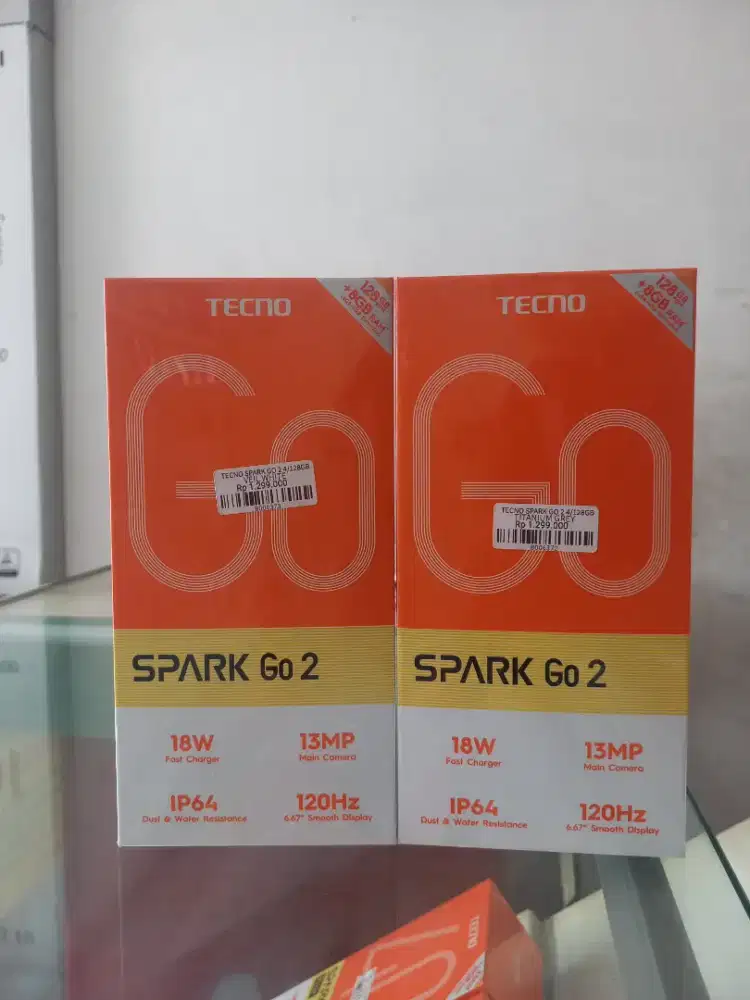 TECNO
128GB
+8GB RAM
TECNO SPARK GO 2 4/128GB
VEIL WHITE
Rp 1.299.000
SPARK Go 2
18W
Fast Charger
13MP
Main Camera
IP64
Dust & Water Resistance
120Hz
6.67" Smooth Display
TECNO
128GB
+8GB RAM
TECNO SPARK GO 2 4/128GB
TITANIUM GREY
Rp 1.299.000
SPARK Go 2
18W
Fast Charger
13MP
Main Camera
IP64
Dust & Water Resistance
120Hz
6.67" Smooth Display
TECNO